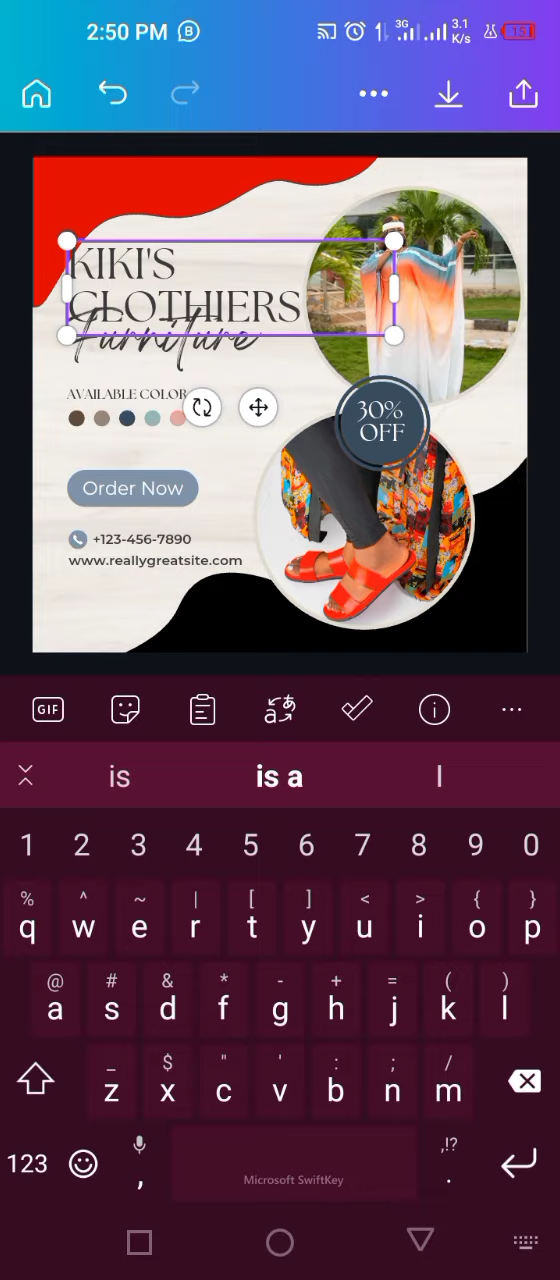 2:50 PM
3G
3.1
K/s
15
KIKI'S
CLOTHIERS
Furniture
AVAILABLE COLOR
30%
OFF
Order Now
+123-456-7890
www.reallygreatsite.com
GIF
is
is a
I
1 2 3 4 5 6 7 8 9 0
% ^ ~ | [ ] < > { }
q w e r t y u i o p
@ # & * - + = ( )
a s d f g h j k l
_ $ " ' : ; /
z x c v b n m
,!?
123 , Microsoft SwiftKey .